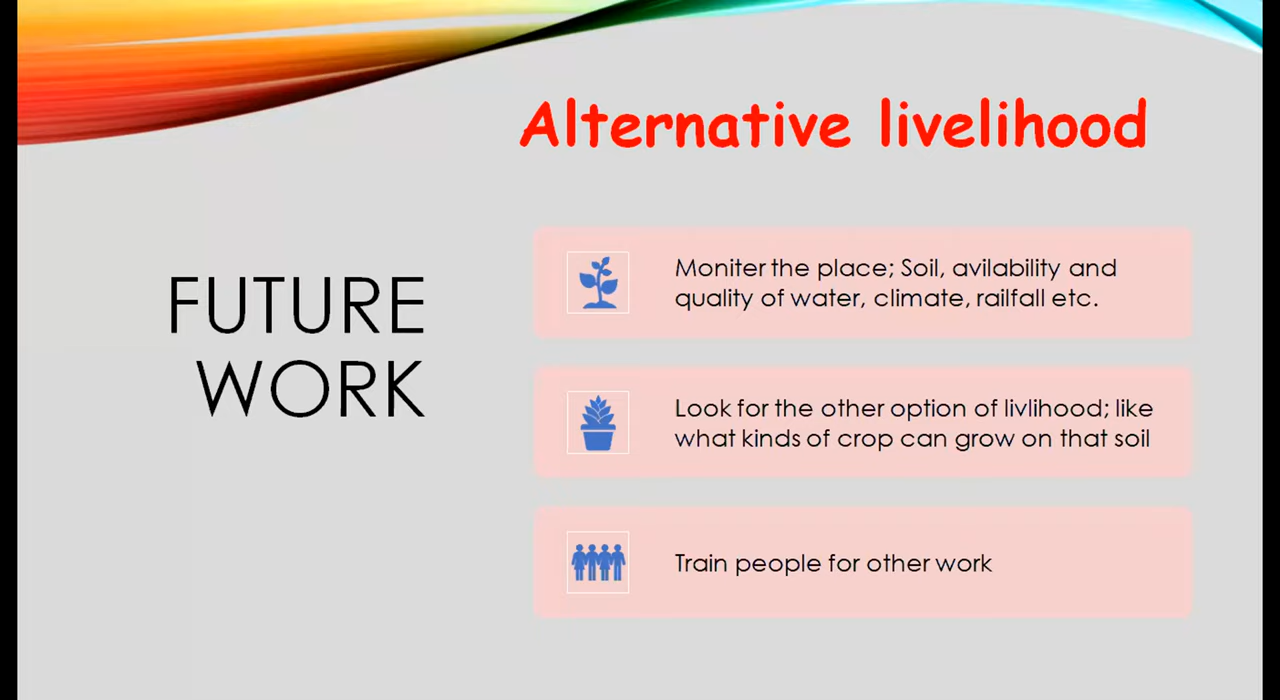 Alternative livelihood
FUTURE
WORK
Moniter the place; Soil, avilability and
quality of water, climate, railfall etc.
Look for the other option of livlihood; like
what kinds of crop can grow on that soil
Train people for other work